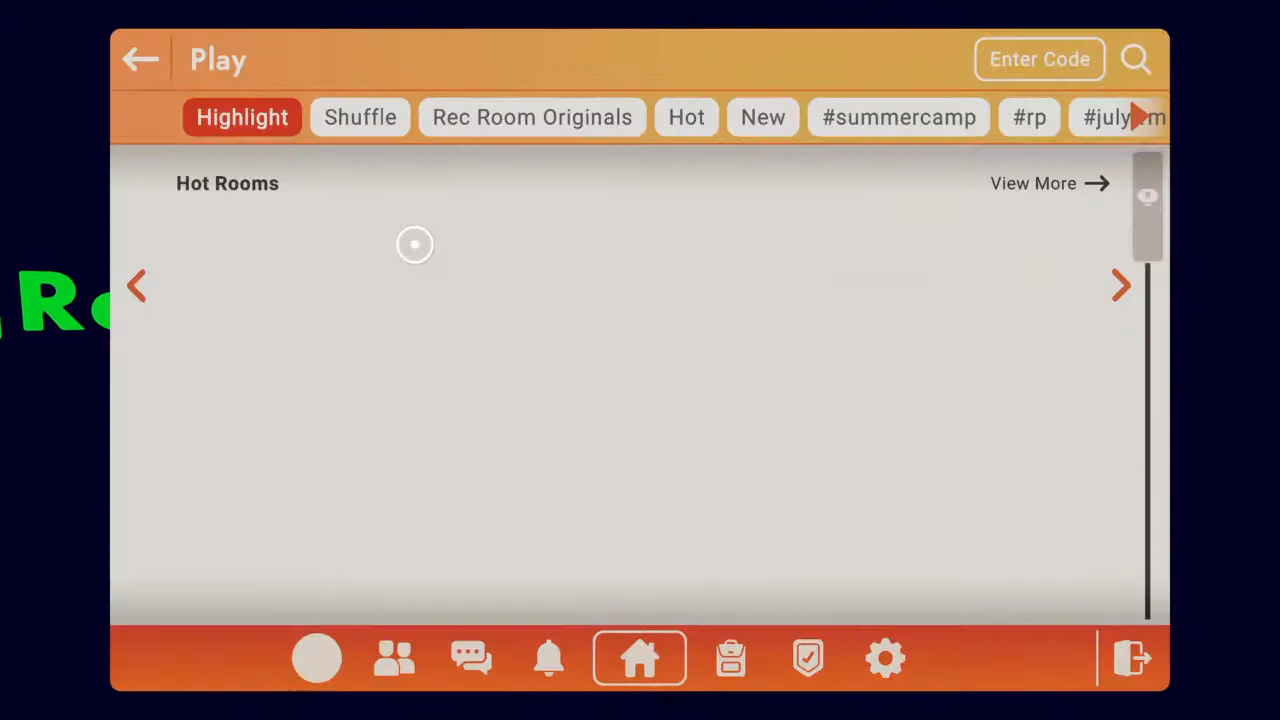 Play
Enter Code
Highlight
Shuffle
Rec Room Originals
Hot
New
#summercamp
#rp
Hot Rooms
View More